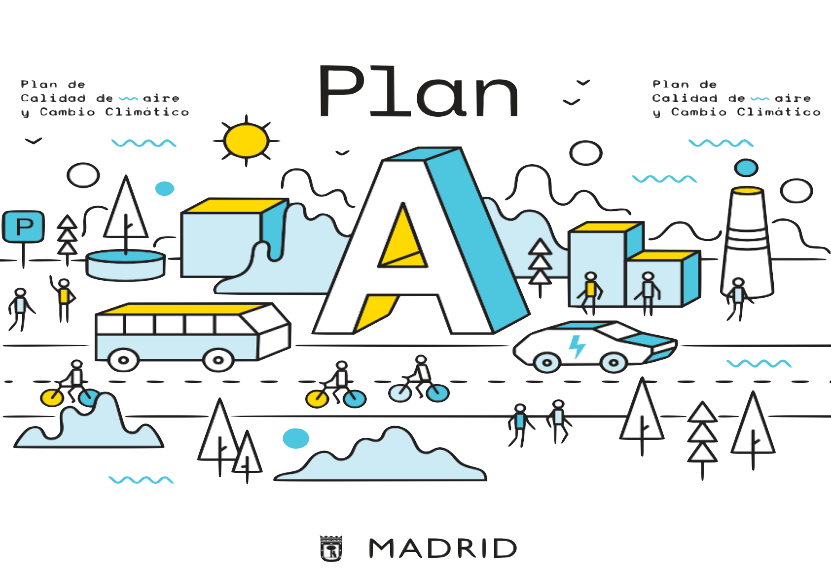 Plan
Plan de
Calidad de aire
y Cambio Climático
Plan de
Calidad de aire
y Cambio Climático
P
A
MADRID